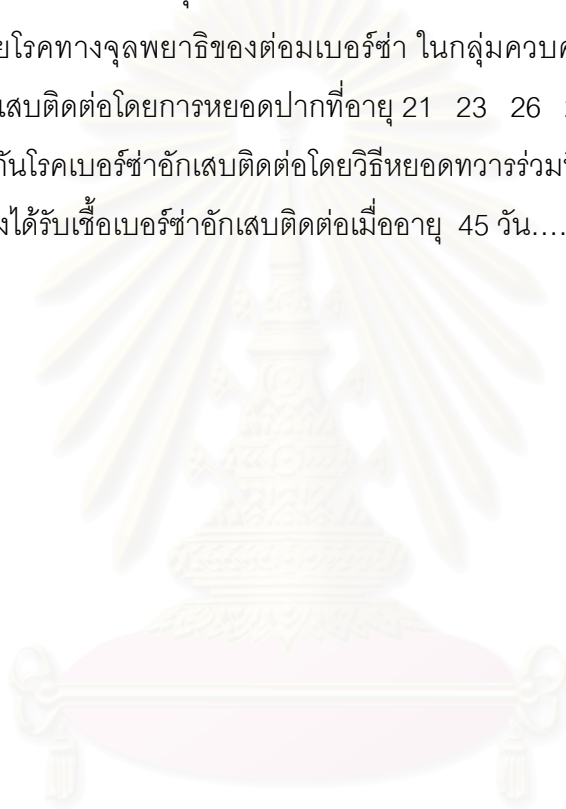 ยโรคทางจุลพยาธิของต่อมเบอร์ซ่า ในกลุ่มควบค
เสบติดต่อโดยการหยอดปากที่อายุ 21 23 26
กันโรคเบอร์ซ่าอักเสบติดต่อโดยวิธีหยอดทวารร่วม
งได้รับเชื้อเบอร์ซ่าอักเสบติดต่อเมื่ออายุ 45 วัน....